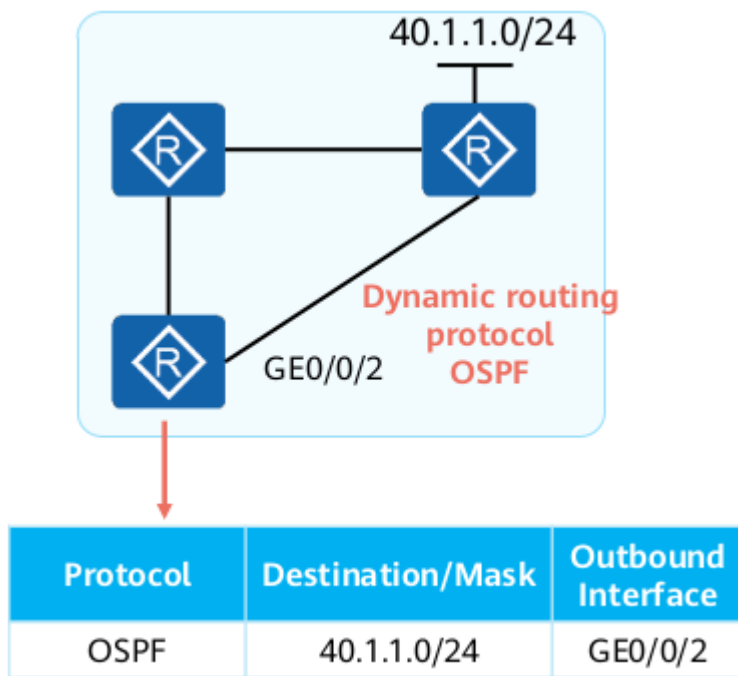 40.1.1.0/24
R
R
Dynamic routing
protocol
OSPF
R
GE0/0/2
Protocol
Destination/Mask
Outbound
Interface
OSPF
40.1.1.0/24
GE0/0/2